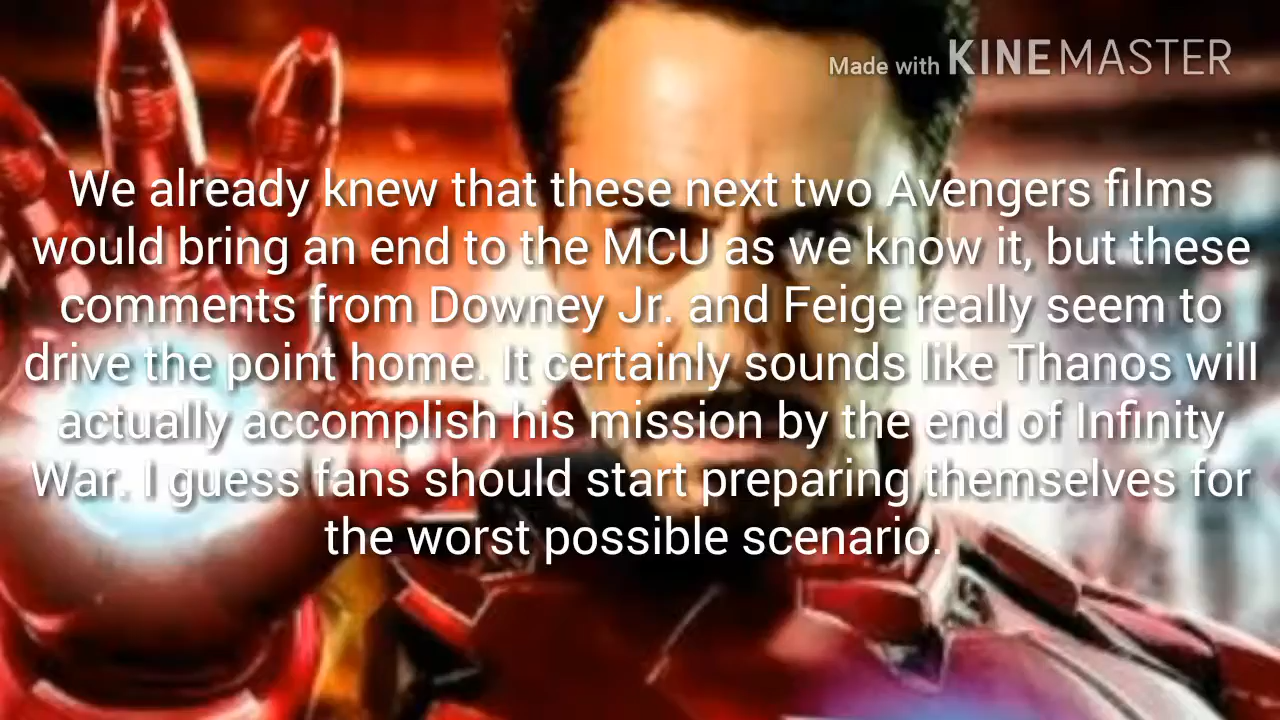 Made with KINEMASTER
We already knew that these next two Avengers films
would bring an end to the MCU as we know it, but these
comments from Downey Jr. and Feige really seem to
drive the point home. It certainly sounds like Thanos will
actually accomplish his mission by the end of Infinity
War. I guess fans should start preparing themselves for
the worst possible scenario.